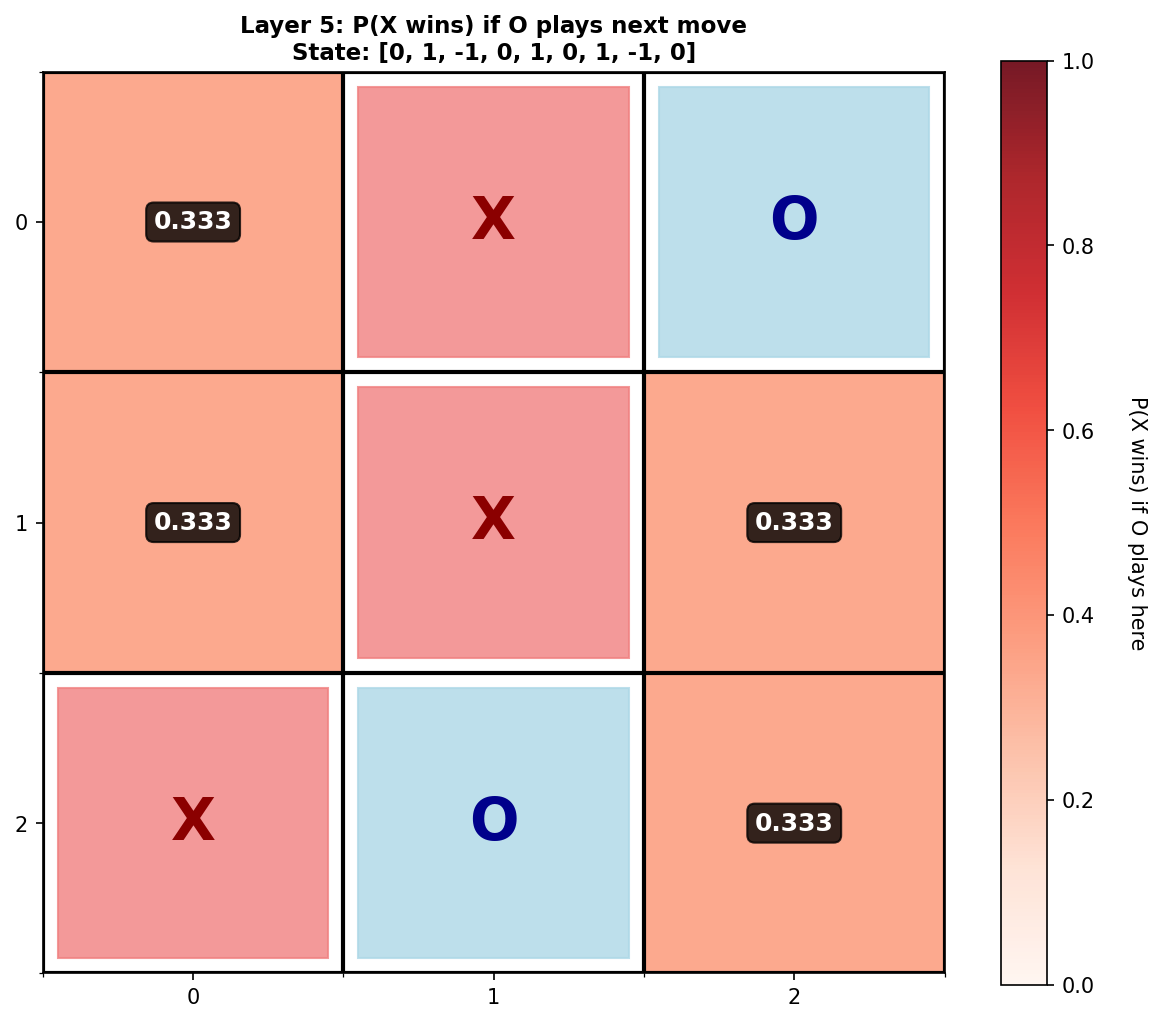 Layer 5: P(X wins) if O plays next move
State: [0, 1, -1, 0, 1, 0, 1, -1, 0]
0
0.333
X
O
1
0.333
X
0.333
2
X
O
0.333
0
1
2
1.0
0.8
0.6
0.4
0.2
0.0
P(X wins) if O plays here